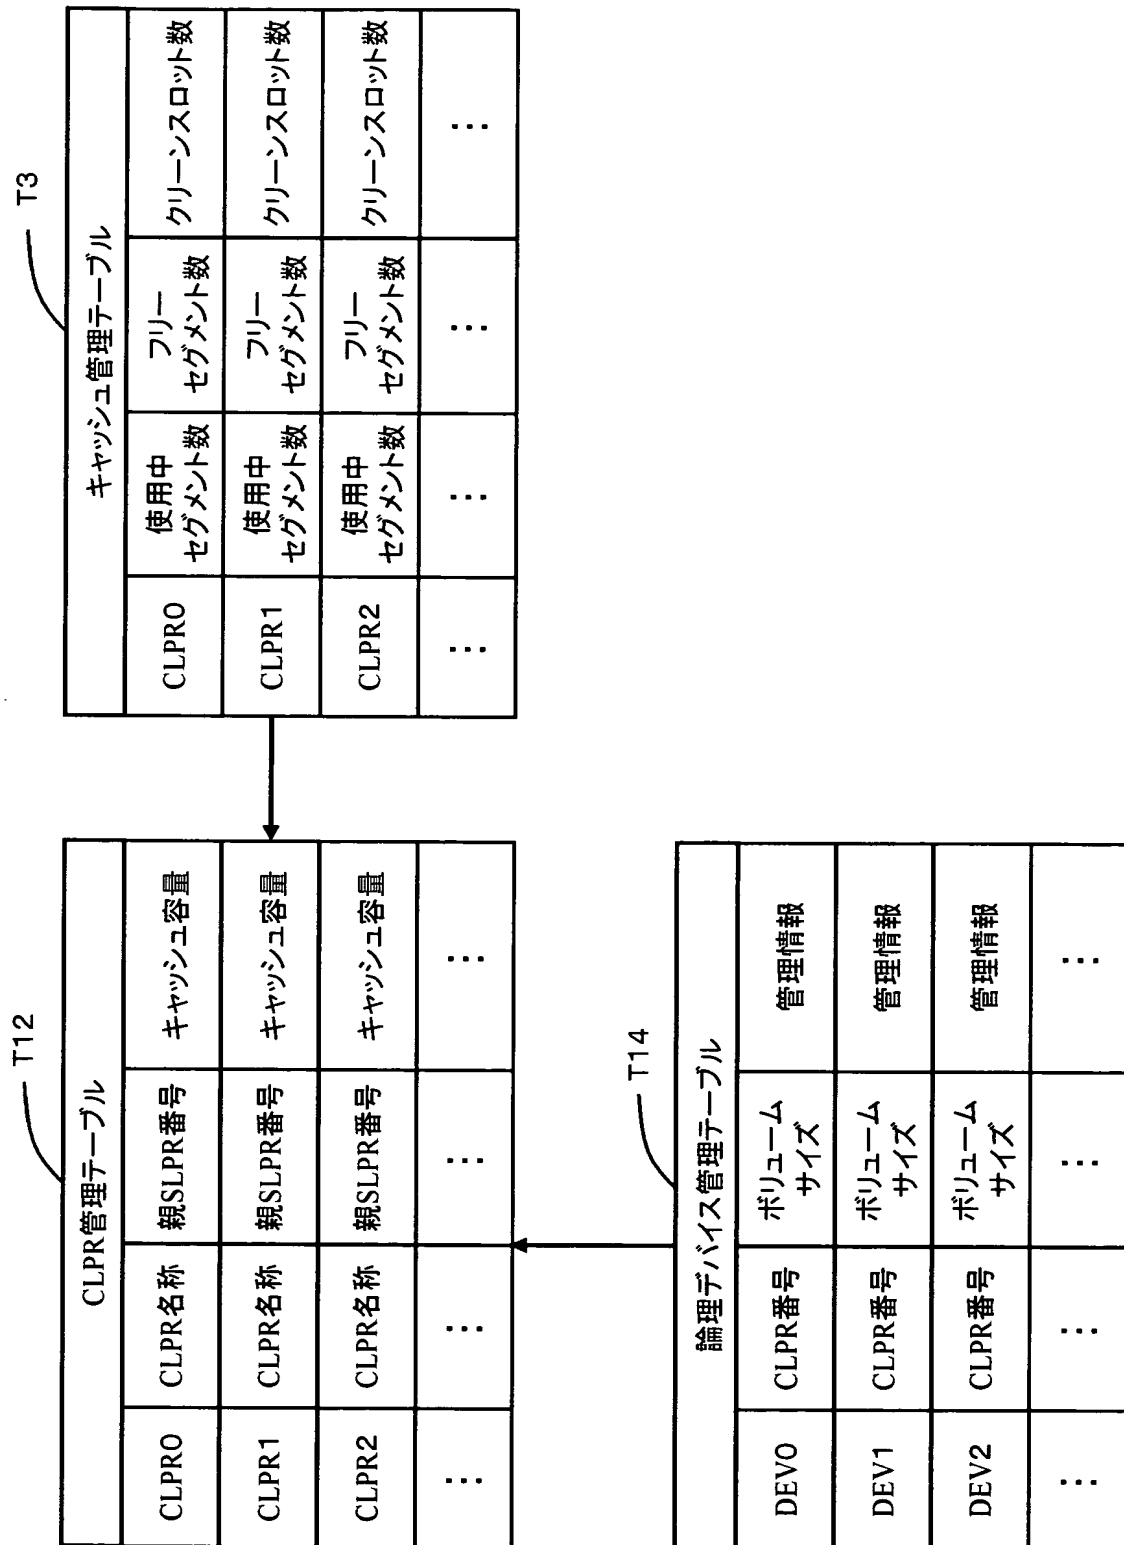 T12
CLPR管理テーブル
CLPR0 CLPR名称 親SLPR番号 キャッシュ容量
CLPR1 CLPR名称 親SLPR番号 キャッシュ容量
CLPR2 CLPR名称 親SLPR番号 キャッシュ容量
... ... ... ...
T3
キャッシュ管理テーブル
CLPR0 使用中 フリー クリーンスロット数
セグメント数 セグメント数
CLPR1 使用中 フリー クリーンスロット数
セグメント数 セグメント数
CLPR2 使用中 フリー クリーンスロット数
セグメント数 セグメント数
... ... ... ...
T14
論理デバイス管理テーブル
DEV0 CLPR番号 ボリューム 管理情報
サイズ
DEV1 CLPR番号 ボリューム 管理情報
サイズ
DEV2 CLPR番号 ボリューム 管理情報
サイズ
... ... ... ...